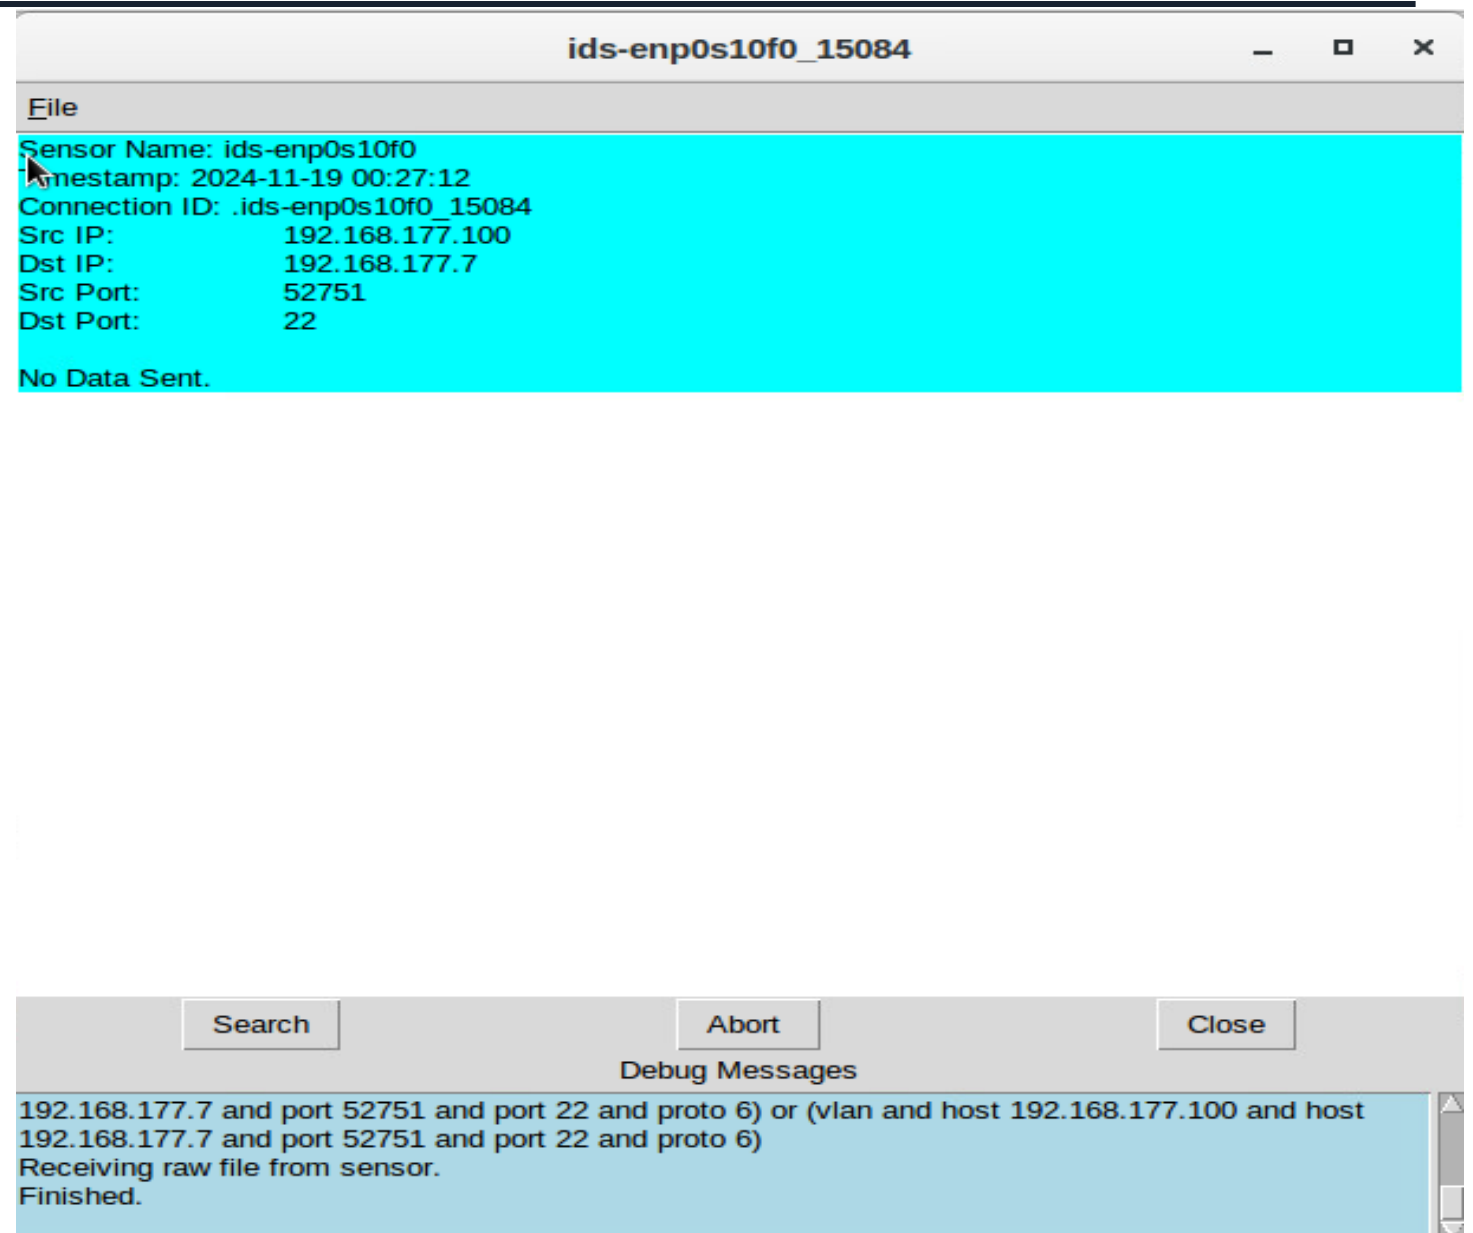 ids-enp0s10f0_15084
File
Sensor Name: ids-enp0s10f0
Timestamp: 2024-11-19 00:27:12
Connection ID: .ids-enp0s10f0_15084
Src IP: 192.168.177.100
Dst IP: 192.168.177.7
Src Port: 52751
Dst Port: 22
No Data Sent.
Search Abort Close
Debug Messages
192.168.177.7 and port 52751 and port 22 and proto 6) or (vlan and host 192.168.177.100 and host
192.168.177.7 and port 52751 and port 22 and proto 6)
Receiving raw file from sensor.
Finished.